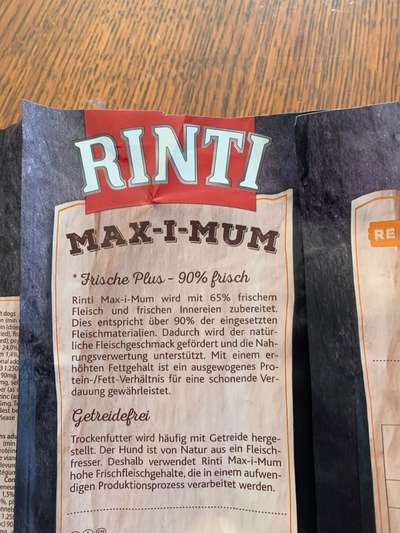 RINTI
MAX-I-MUM
* Frische Plus - 90% frisch
Rinti Max-i-Mum wird mit 65% frischem
Fleisch und frischen Innereien zubereitet.
Dies entspricht über 90% der eingesetzten
Fleischmaterialien. Dadurch wird der natür-
liche Fleischgeschmack gefördert und die Nah-
rungsverwertung unterstützt. Mit einem er-
höhten Fettgehalt ist ein ausgewogenes Pro-
tein-/Fett-Verhältnis für eine schonende Ver-
dauung gewährleistet.
Getreidefrei
Trockenfutter wird häufig mit Getreide herge-
stellt. Der Hund ist von Natur aus ein Fleisch-
fresser. Deshalb verwendet Rinti Max-i-Mum
hohe Frischfleischgehalte, die in einem aufwen-
digen Produktionsprozess verarbeitet werden.
RE